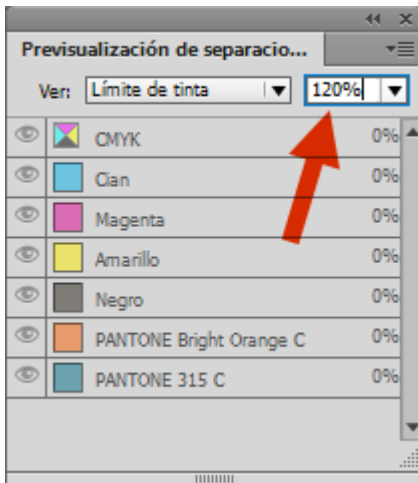 Previsualización de separacio...
Ver: Límite de tinta 120%
CMYK 0%
Cian 0%
Magenta 0%
Amarillo 0%
Negro 0%
PANTONE Bright Orange C 0%
PANTONE 315 C 0%